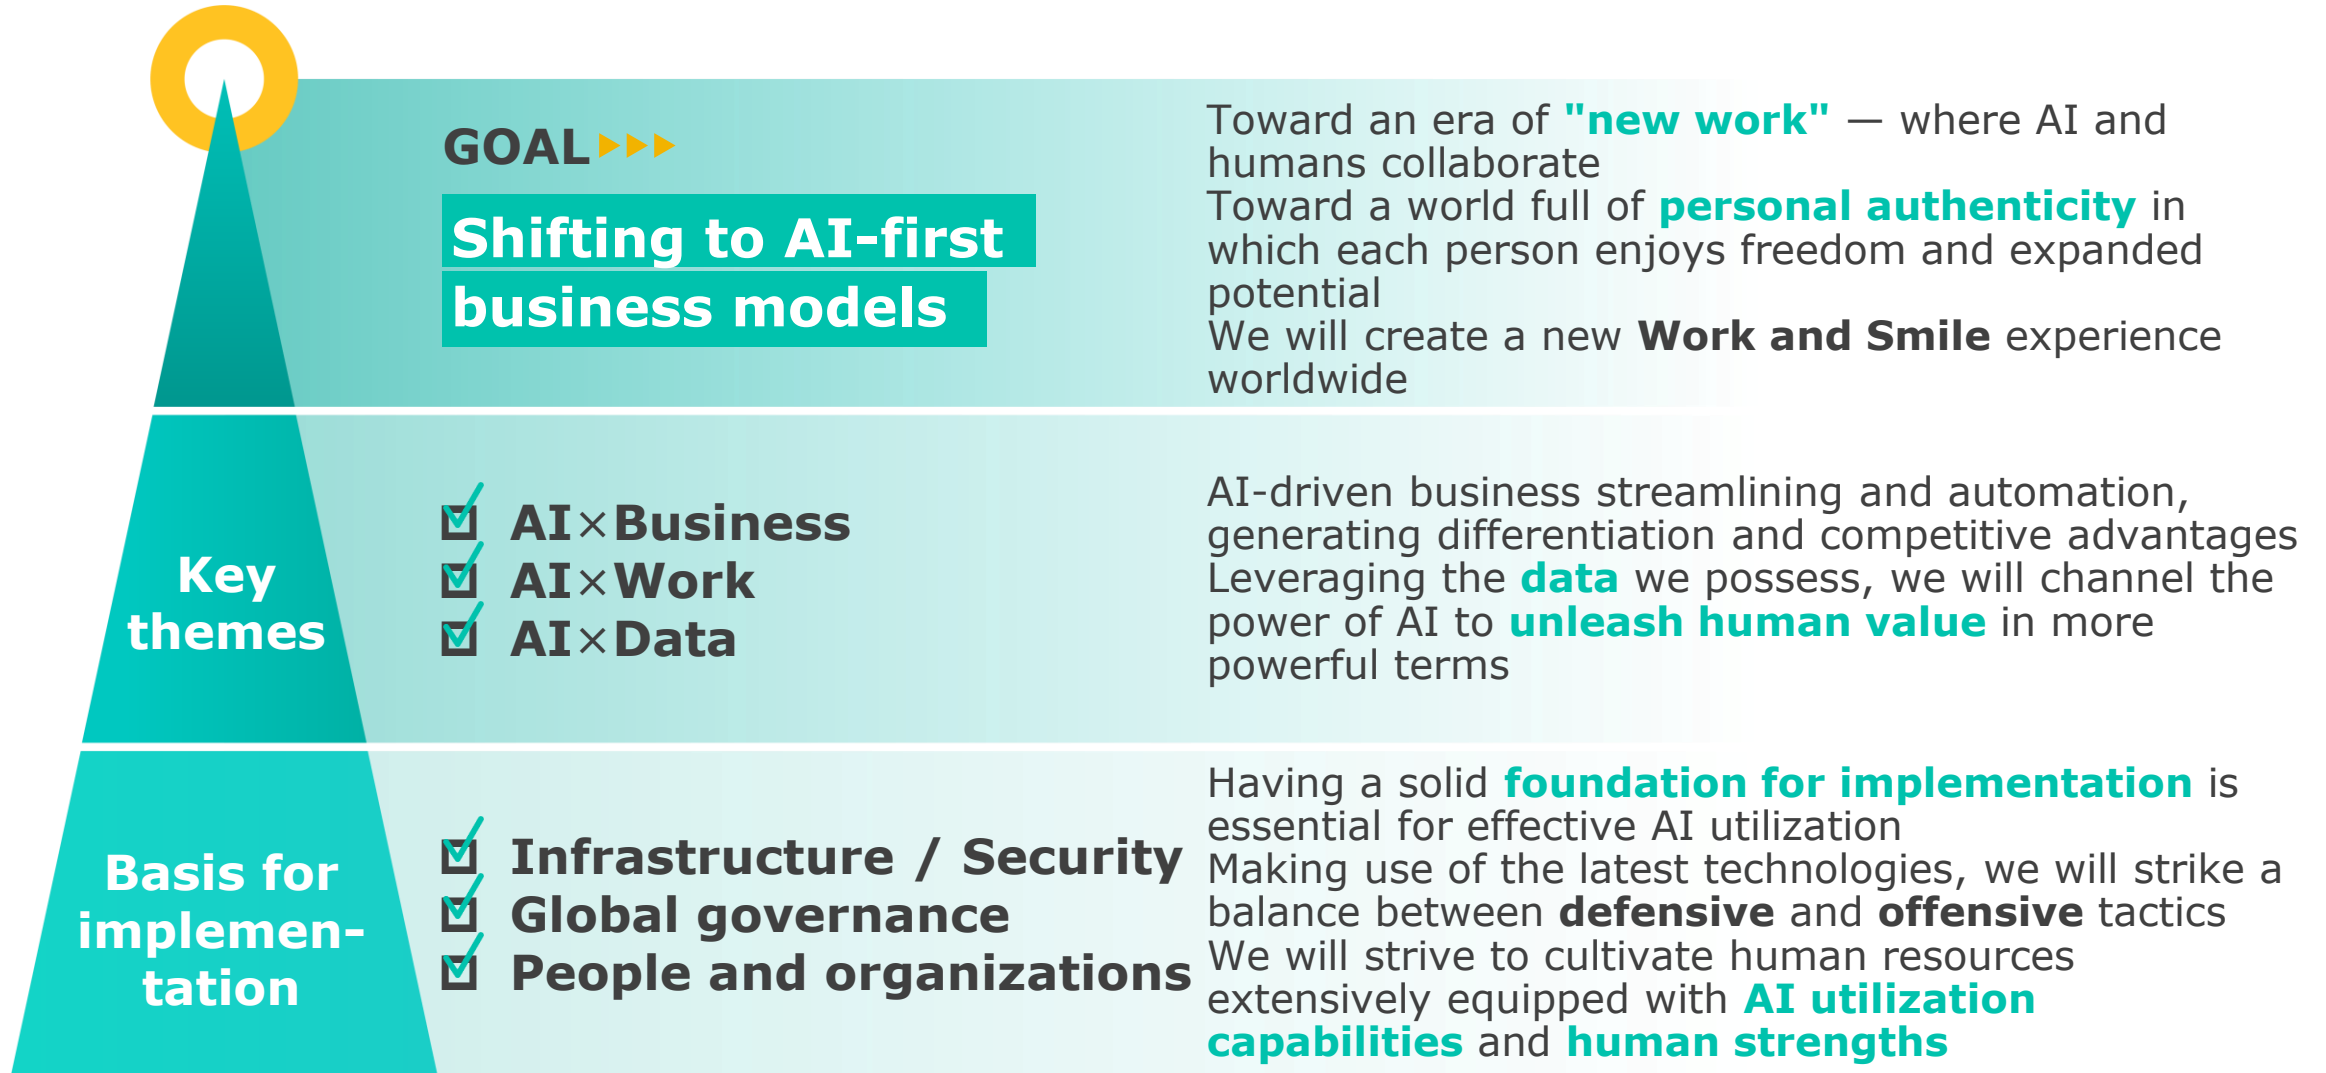 GOAL
Shifting to AI-first
business models
Toward an era of "new work" — where AI and
humans collaborate
Toward a world full of personal authenticity in
which each person enjoys freedom and expanded
potential
We will create a new Work and Smile experience
worldwide
Key
themes
AI×Business
AI×Work
AI×Data
AI-driven business streamlining and automation,
generating differentiation and competitive advantages
Leveraging the data we possess, we will channel the
power of AI to unleash human value in more
powerful terms
Basis for
implemen-
tation
Infrastructure / Security
Global governance
People and organizations
Having a solid foundation for implementation is
essential for effective AI utilization
Making use of the latest technologies, we will strike a
balance between defensive and offensive tactics
We will strive to cultivate human resources
extensively equipped with AI utilization
capabilities and human strengths